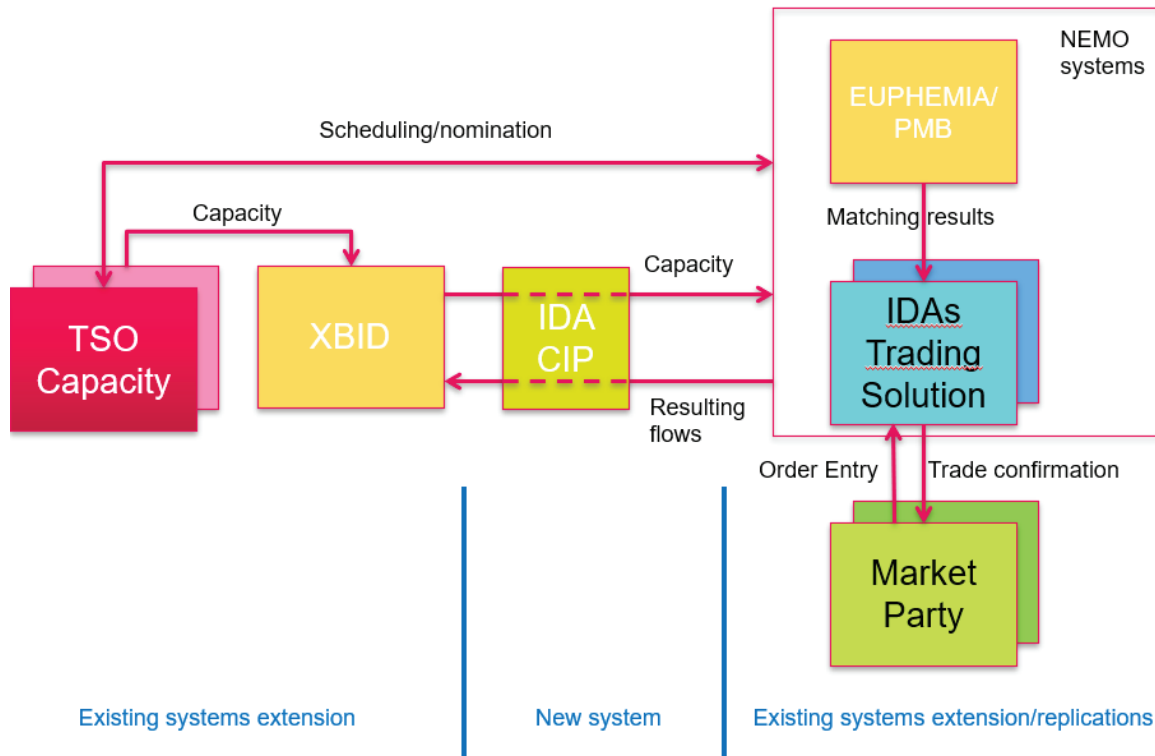 NEMO
systems
EUPHEMIA/
PMB
Scheduling/nomination
Capacity
Matching results
Capacity
TSO
Capacity
XBID
IDA
CIP
IDAs
Trading
Solution
Resulting
flows
Order Entry
Trade confirmation
Market
Party
Existing systems extension
New system
Existing systems extension/replications